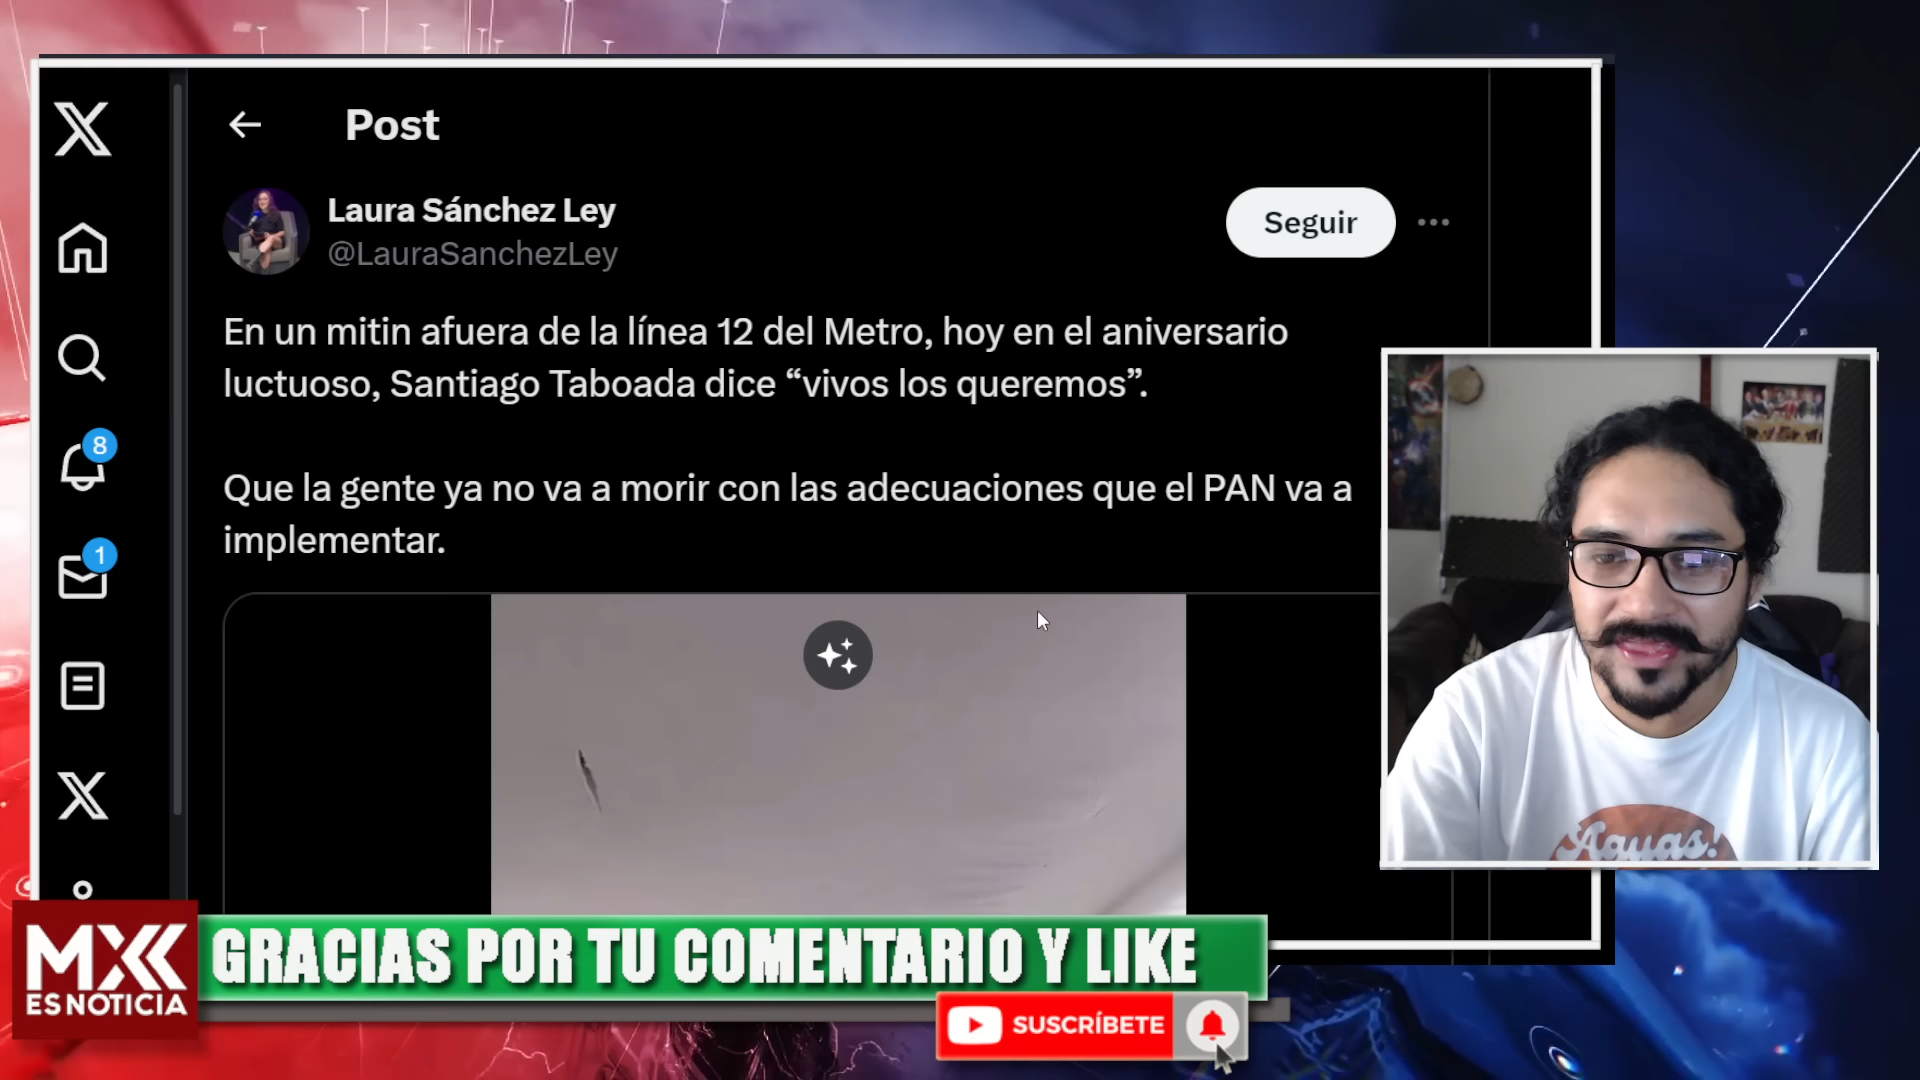 Post
Laura Sánchez Ley
@LauraSanchezLey
Seguir
En un mitin afuera de la línea 12 del Metro, hoy en el aniversario
luctuoso, Santiago Taboada dice “vivos los queremos”.
Que la gente ya no va a morir con las adecuaciones que el PAN va a
implementar.
8
1
Aguas!
MX
ES NOTICIA
GRACIAS POR TU COMENTARIO Y LIKE
SUSCRÍBETE